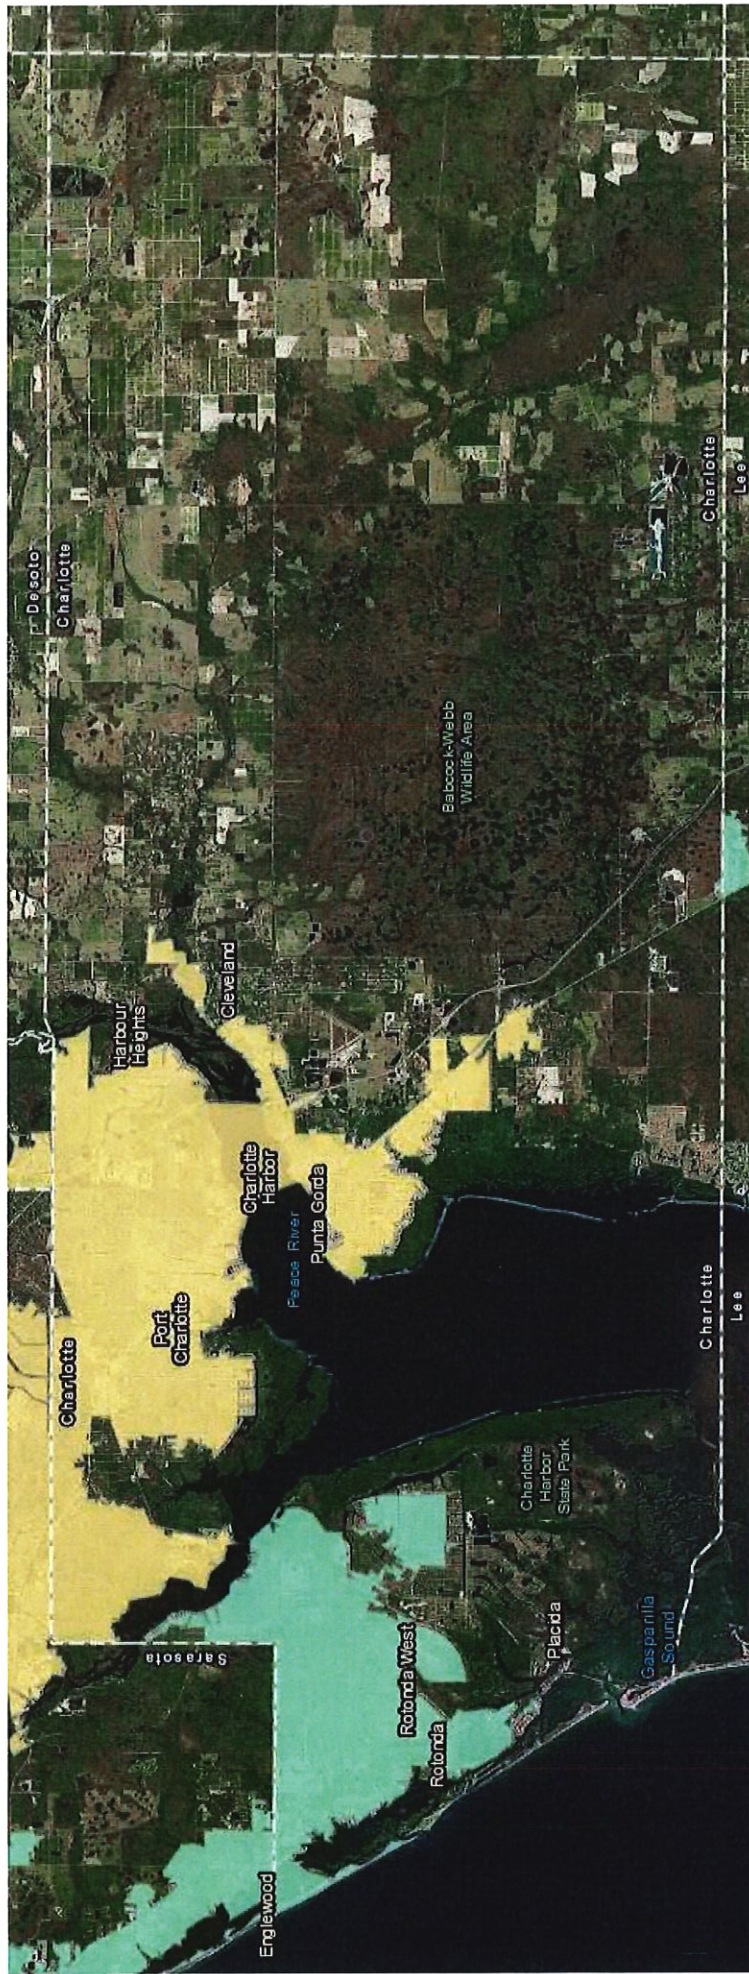 Desoto
Charlotte
Harbour
Heights
Cleveland
Charlotte
Port
Charlotte
Charlotte
Harbor
Peace River
Punta Gorda
Sarasota
Babcock-Webb
Wildlife Area
Englewood
Rotonda West
Rotonda
Charlotte
Harbor
State Park
Placida
Gasparilla
Sound
Charlotte
Lee
Charlotte
Lee